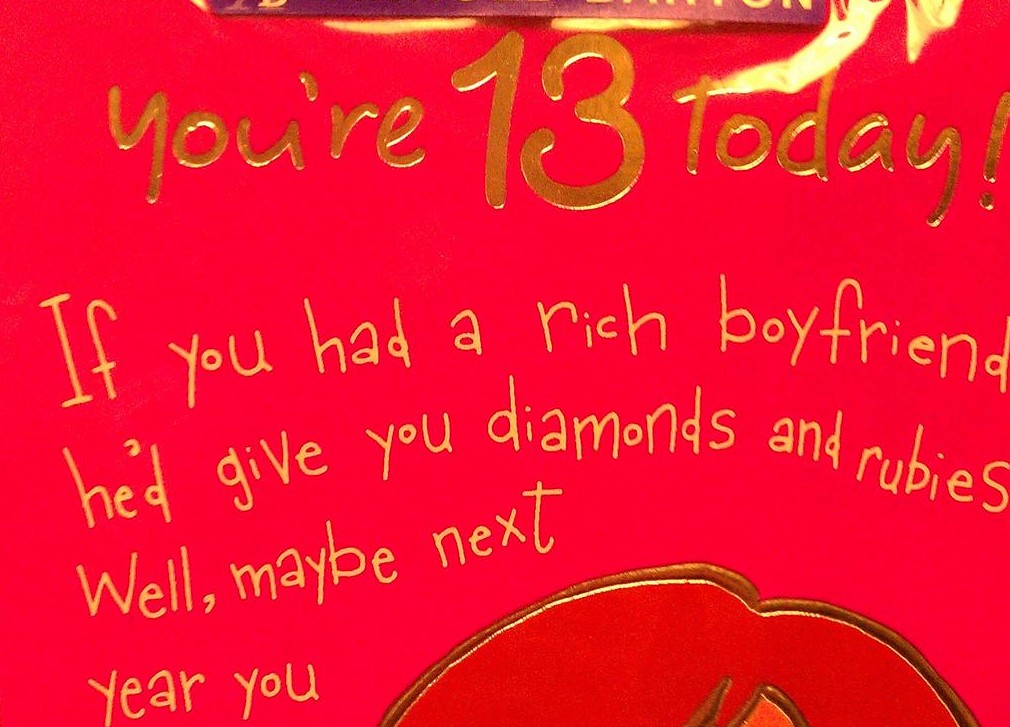 you're 13 Today!
If you had a rich boyfriend
he'd give you diamonds and rubies
Well, maybe next
year you